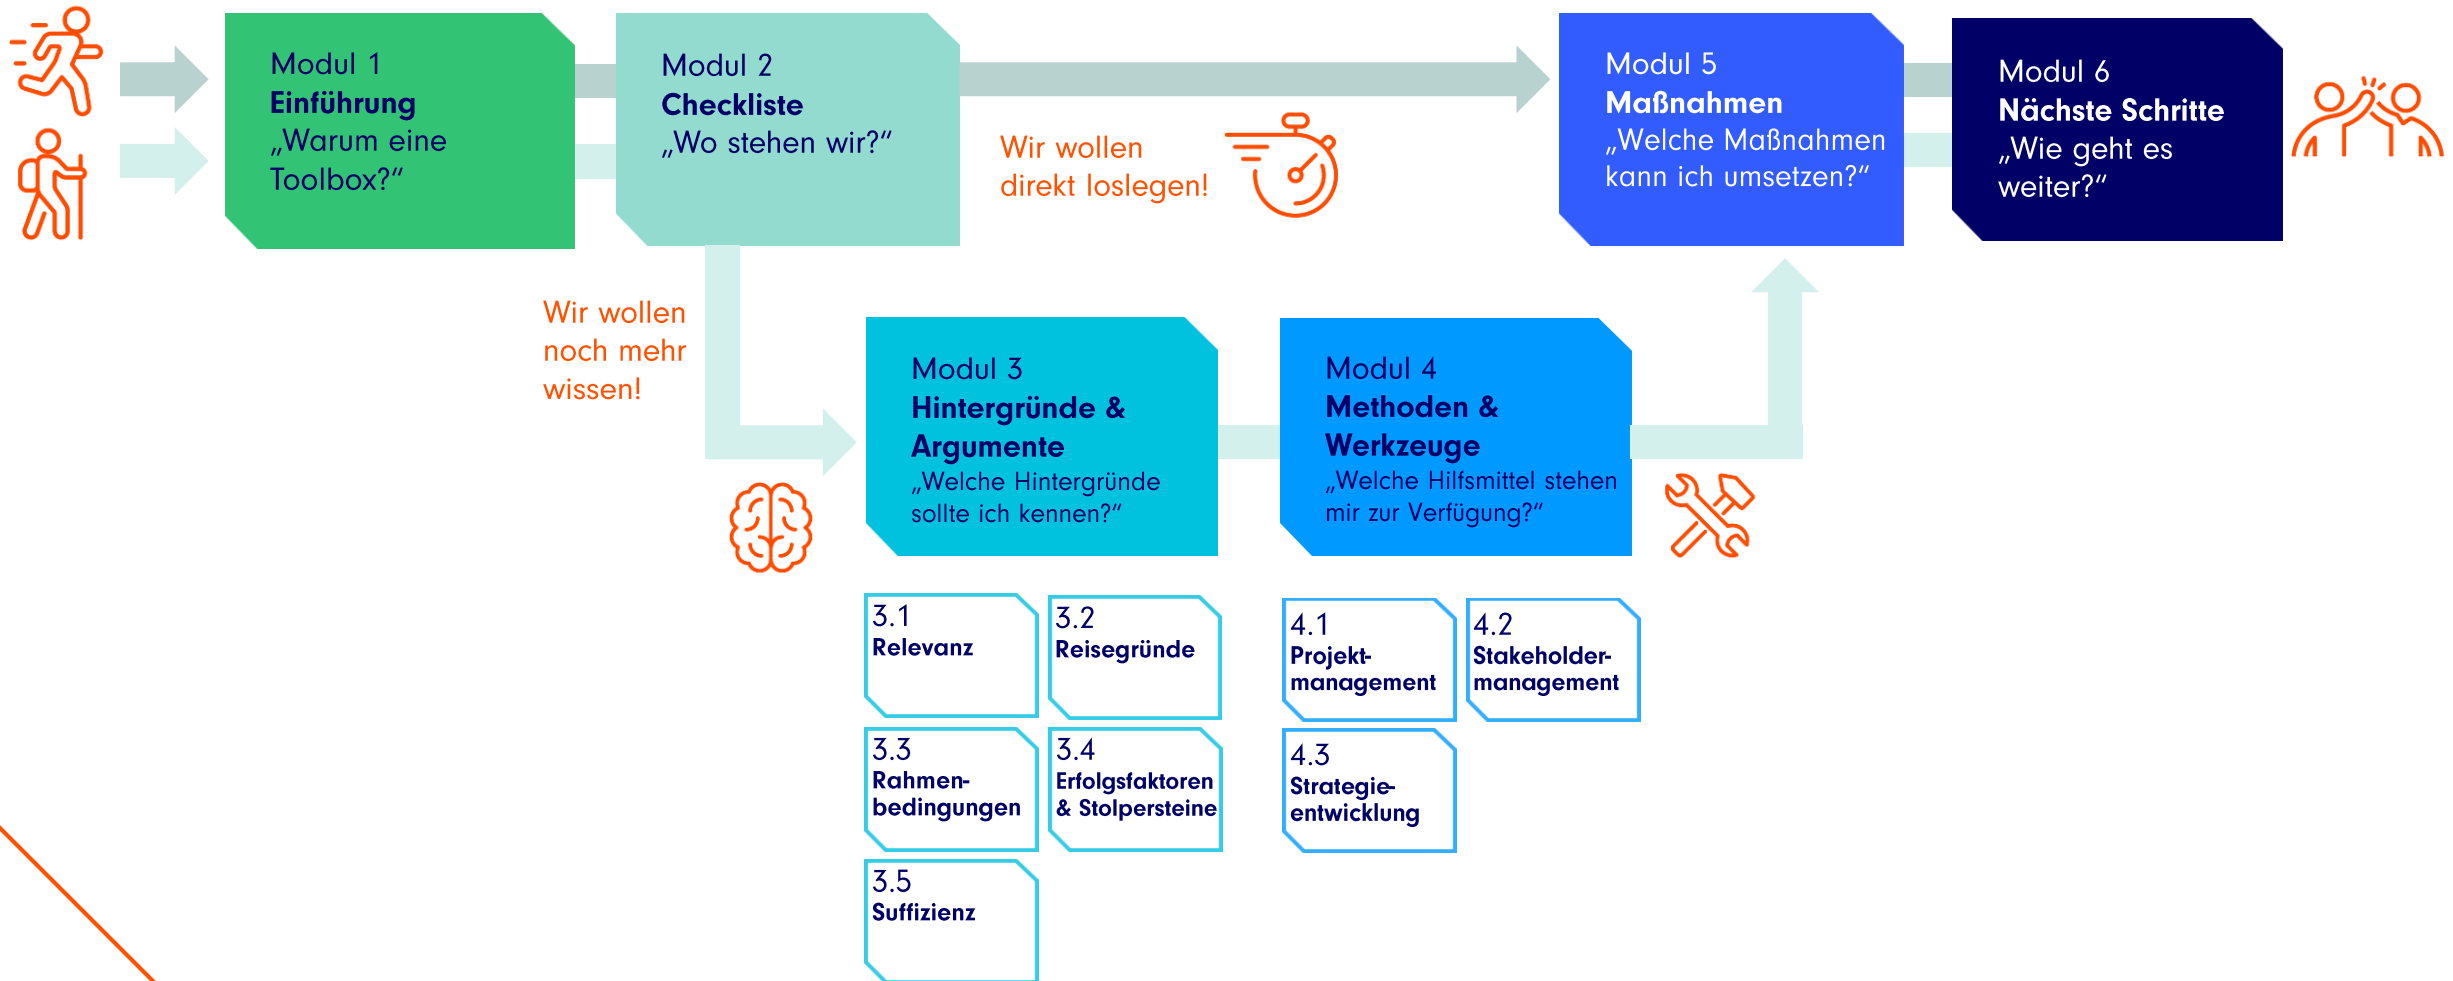 Modul 1
Einführung
„Warum eine
Toolbox?“
Modul 2
Checkliste
„Wo stehen wir?“
Wir wollen
direkt loslegen!
Modul 5
Maßnahmen
„Welche Maßnahmen
kann ich umsetzen?“
Modul 6
Nächste Schritte
„Wie geht es
weiter?“
Wir wollen
noch mehr
wissen!
Modul 3
Hintergründe &
Argumente
„Welche Hintergründe
sollte ich kennen?“
Modul 4
Methoden &
Werkzeuge
„Welche Hilfsmittel stehen
mir zur Verfügung?“
3.1
Relevanz
3.2
Reisegründe
3.3
Rahmen-
bedingungen
3.4
Erfolgsfaktoren
& Stolpersteine
3.5
Suffizienz
4.1
Projekt-
management
4.2
Stakeholder-
management
4.3
Strategie-
entwicklung